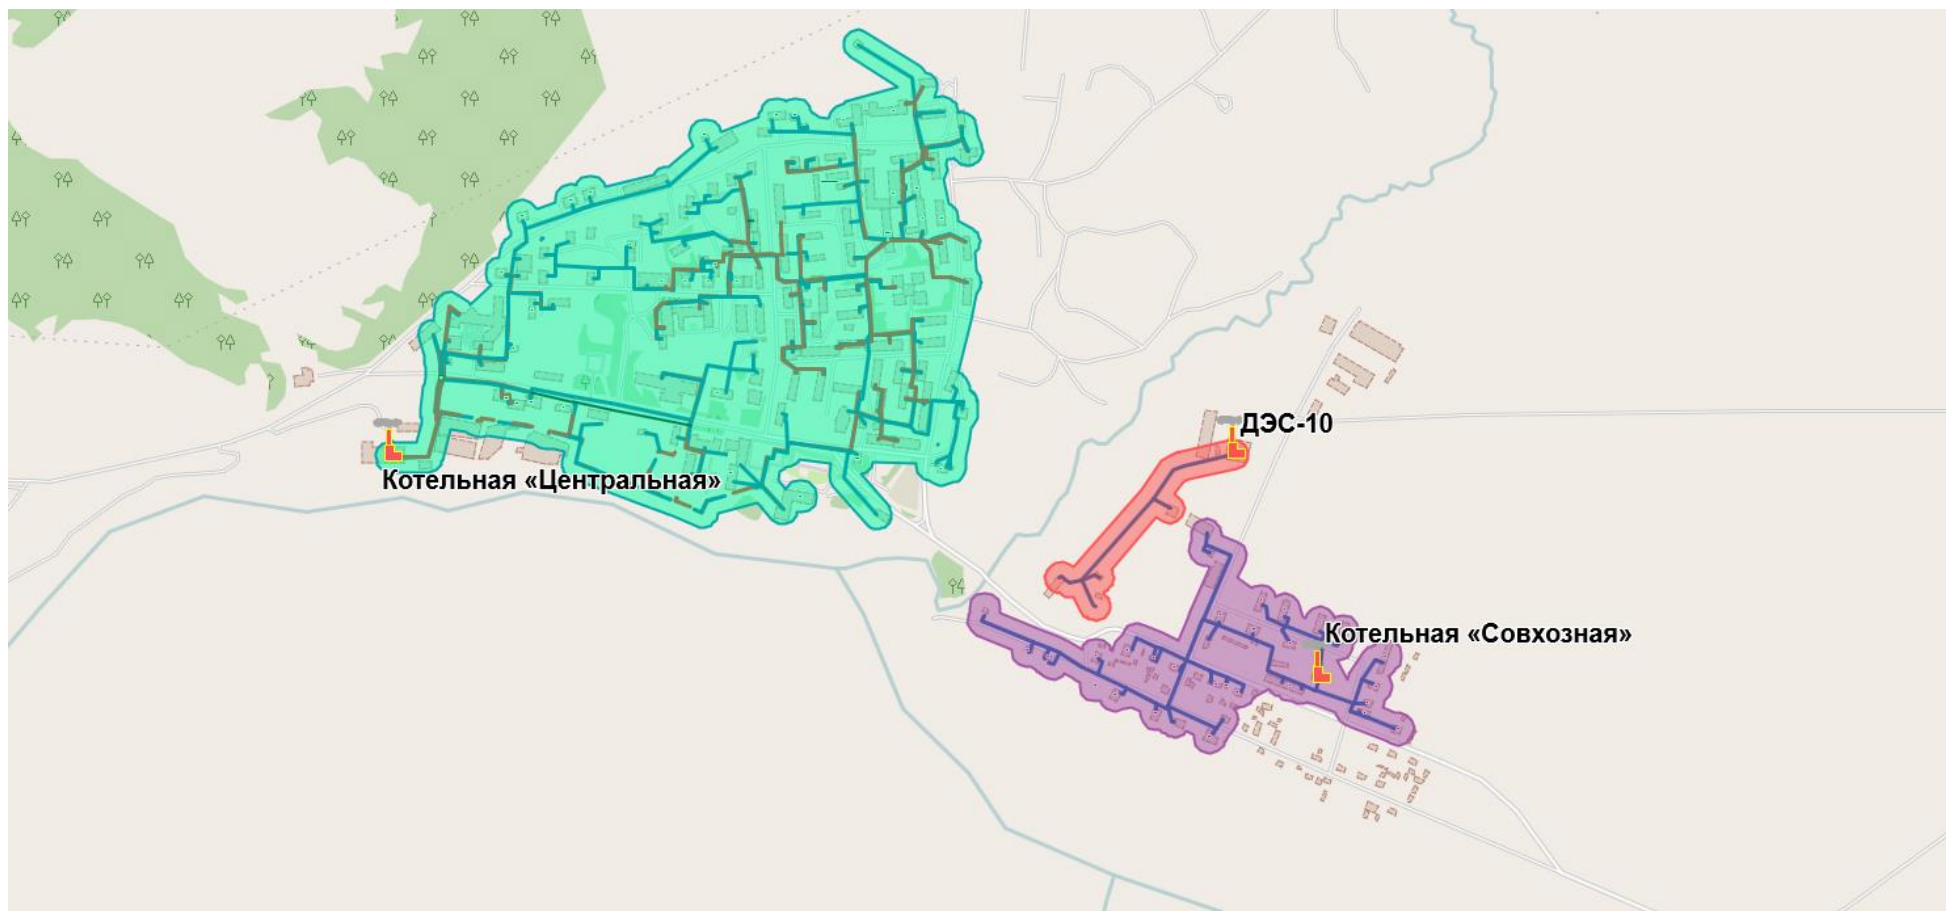 ДЭС-10
Котельная «Центральная»
Котельная «Совхозная»